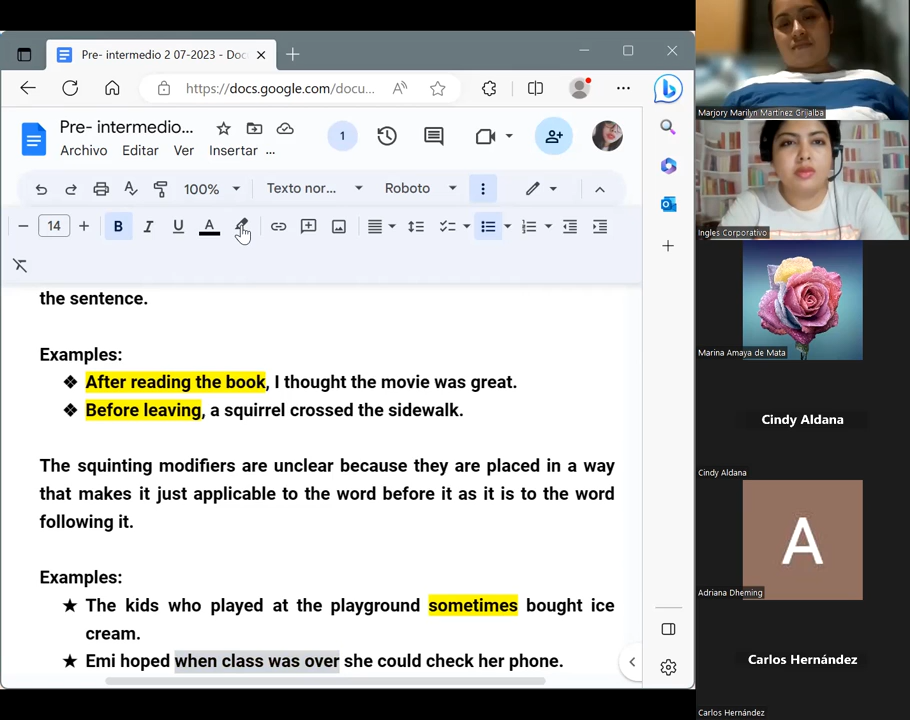 Pre- intermedio 2 07-2023 - Doc
https://docs.google.com/docu...
Pre- intermedio...
1
Archivo Editar Ver Insertar ...
100% Texto nor... Roboto
14 B I U A
the sentence.
Examples:
❖ After reading the book, I thought the movie was great.
❖ Before leaving, a squirrel crossed the sidewalk.
The squinting modifiers are unclear because they are placed in a way
that makes it just applicable to the word before it as it is to the word
following it.
Examples:
★ The kids who played at the playground sometimes bought ice
cream.
★ Emi hoped when class was over she could check her phone.
Marjory Marilyn Martinez Grijalba
Ingles Corporativo
Marina Amaya de Mata
Cindy Aldana
Cindy Aldana
A
Adriana Dheming
Carlos Hernández
Carlos Hernández